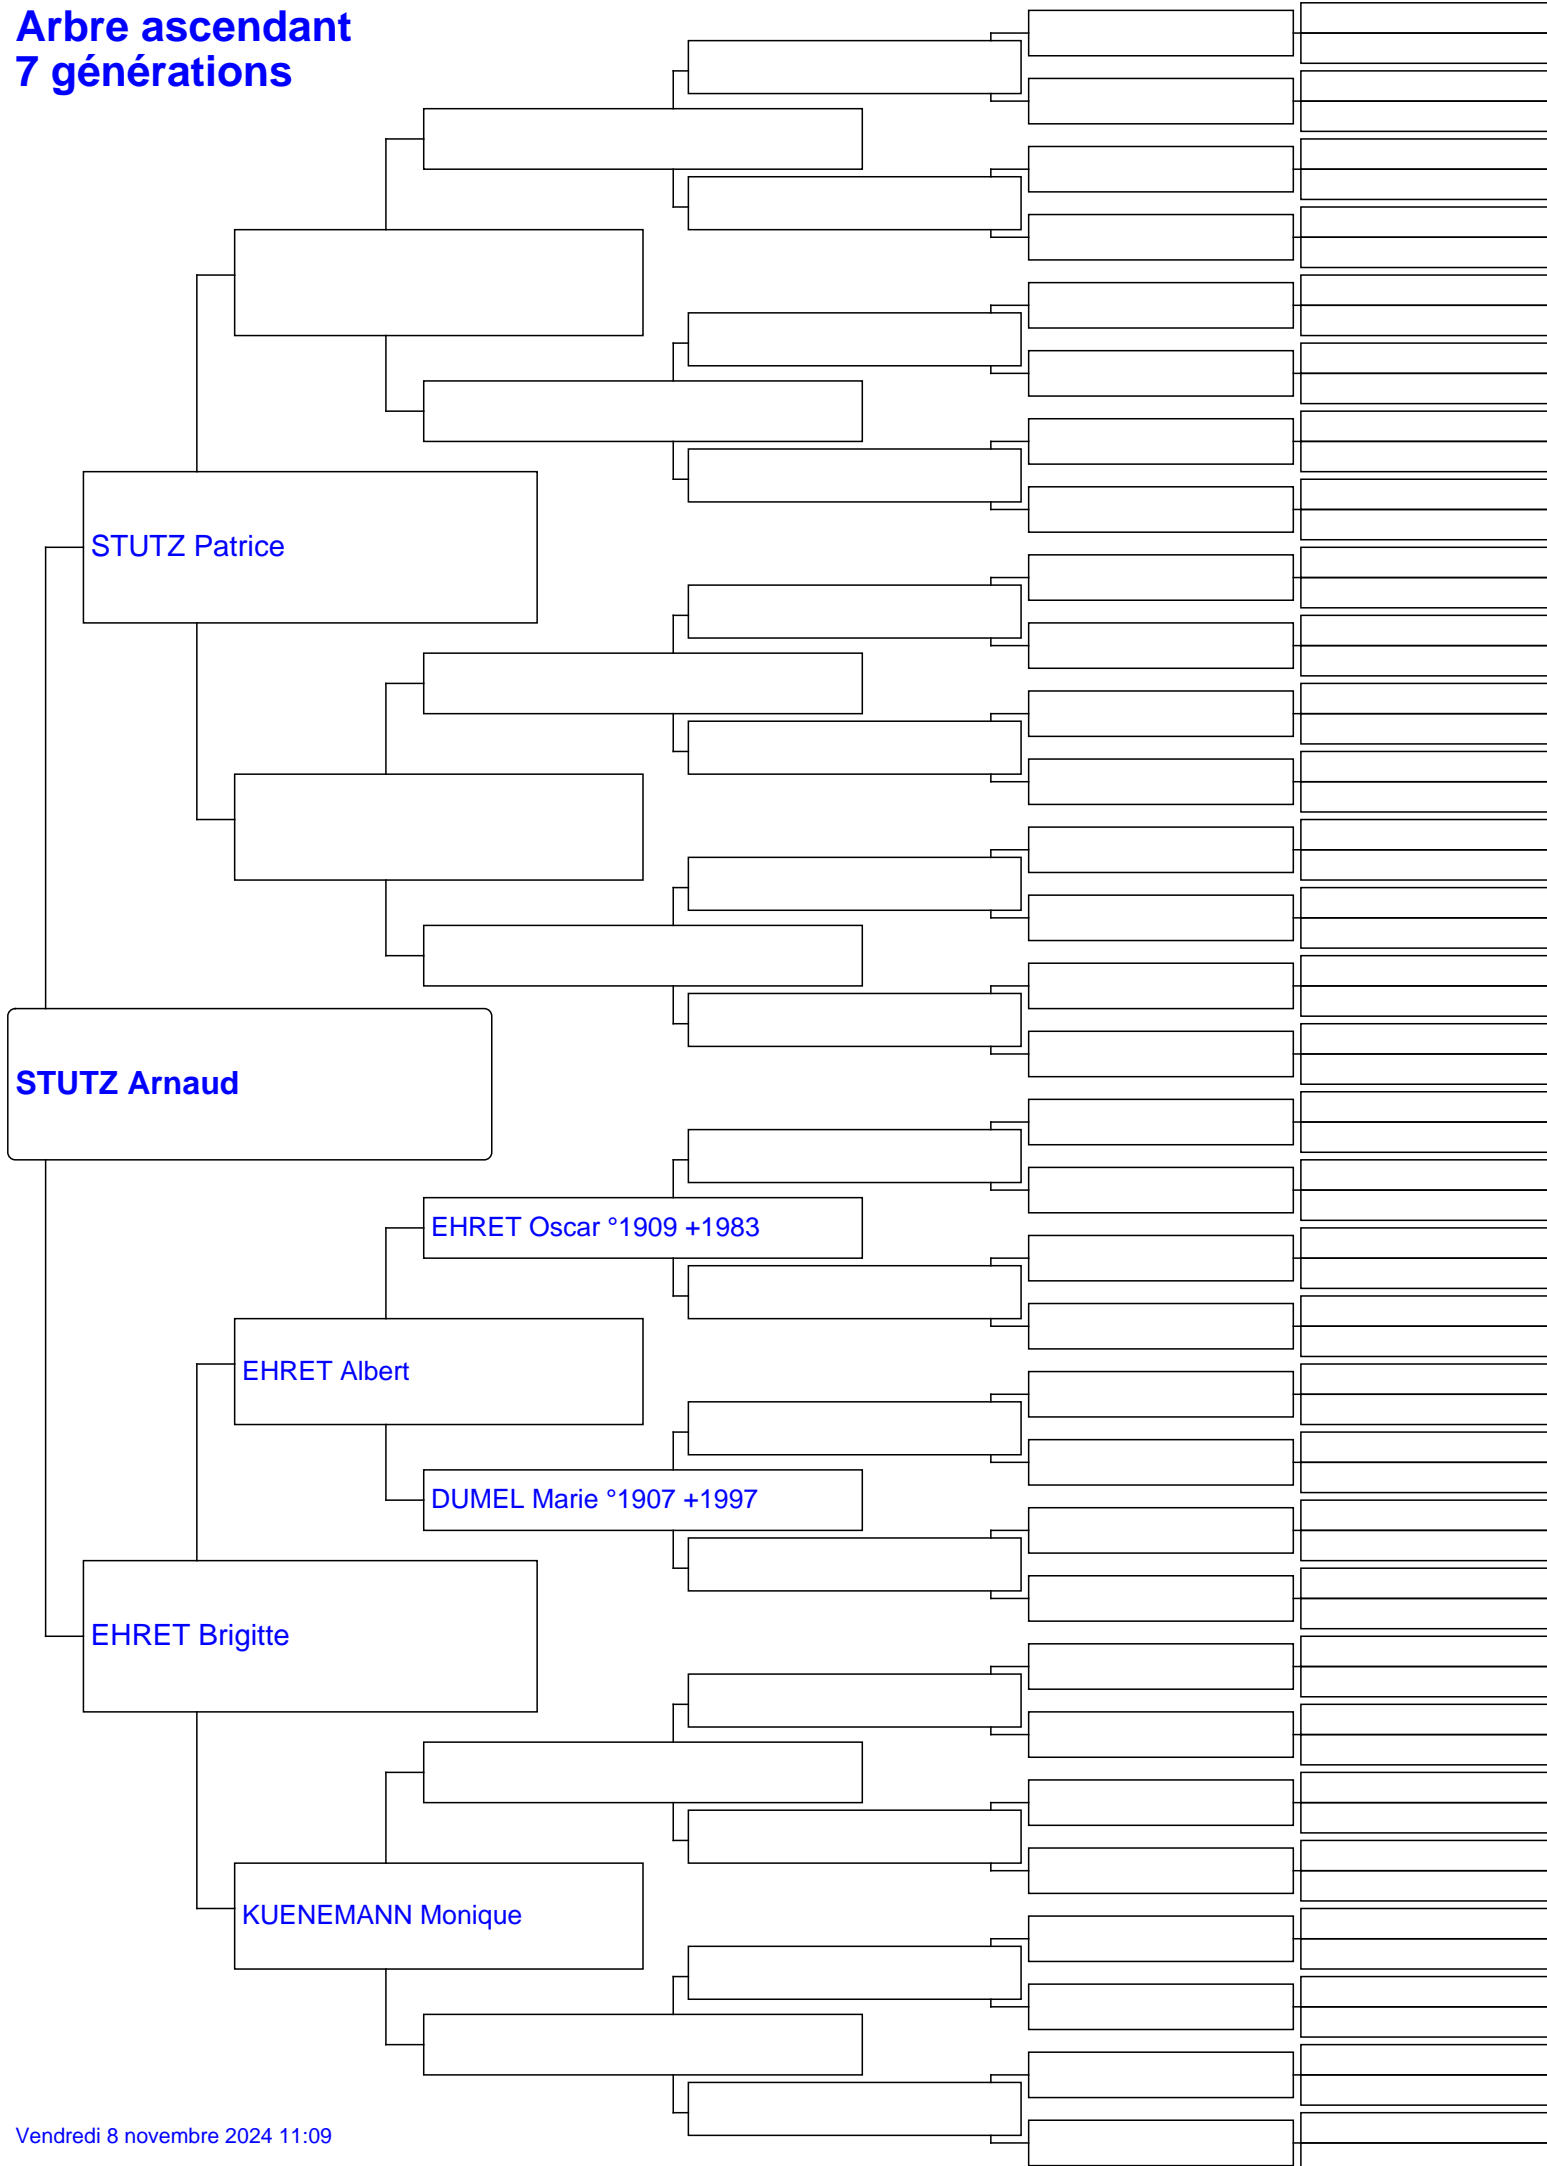 Arbre ascendant
7 générations
STUTZ Patrice
STUTZ Arnaud
EHRET Oscar °1909 +1983
EHRET Albert
DUMEL Marie °1907 +1997
EHRET Brigitte
KUENEMANN Monique
Vendredi 8 novembre 2024 11:09